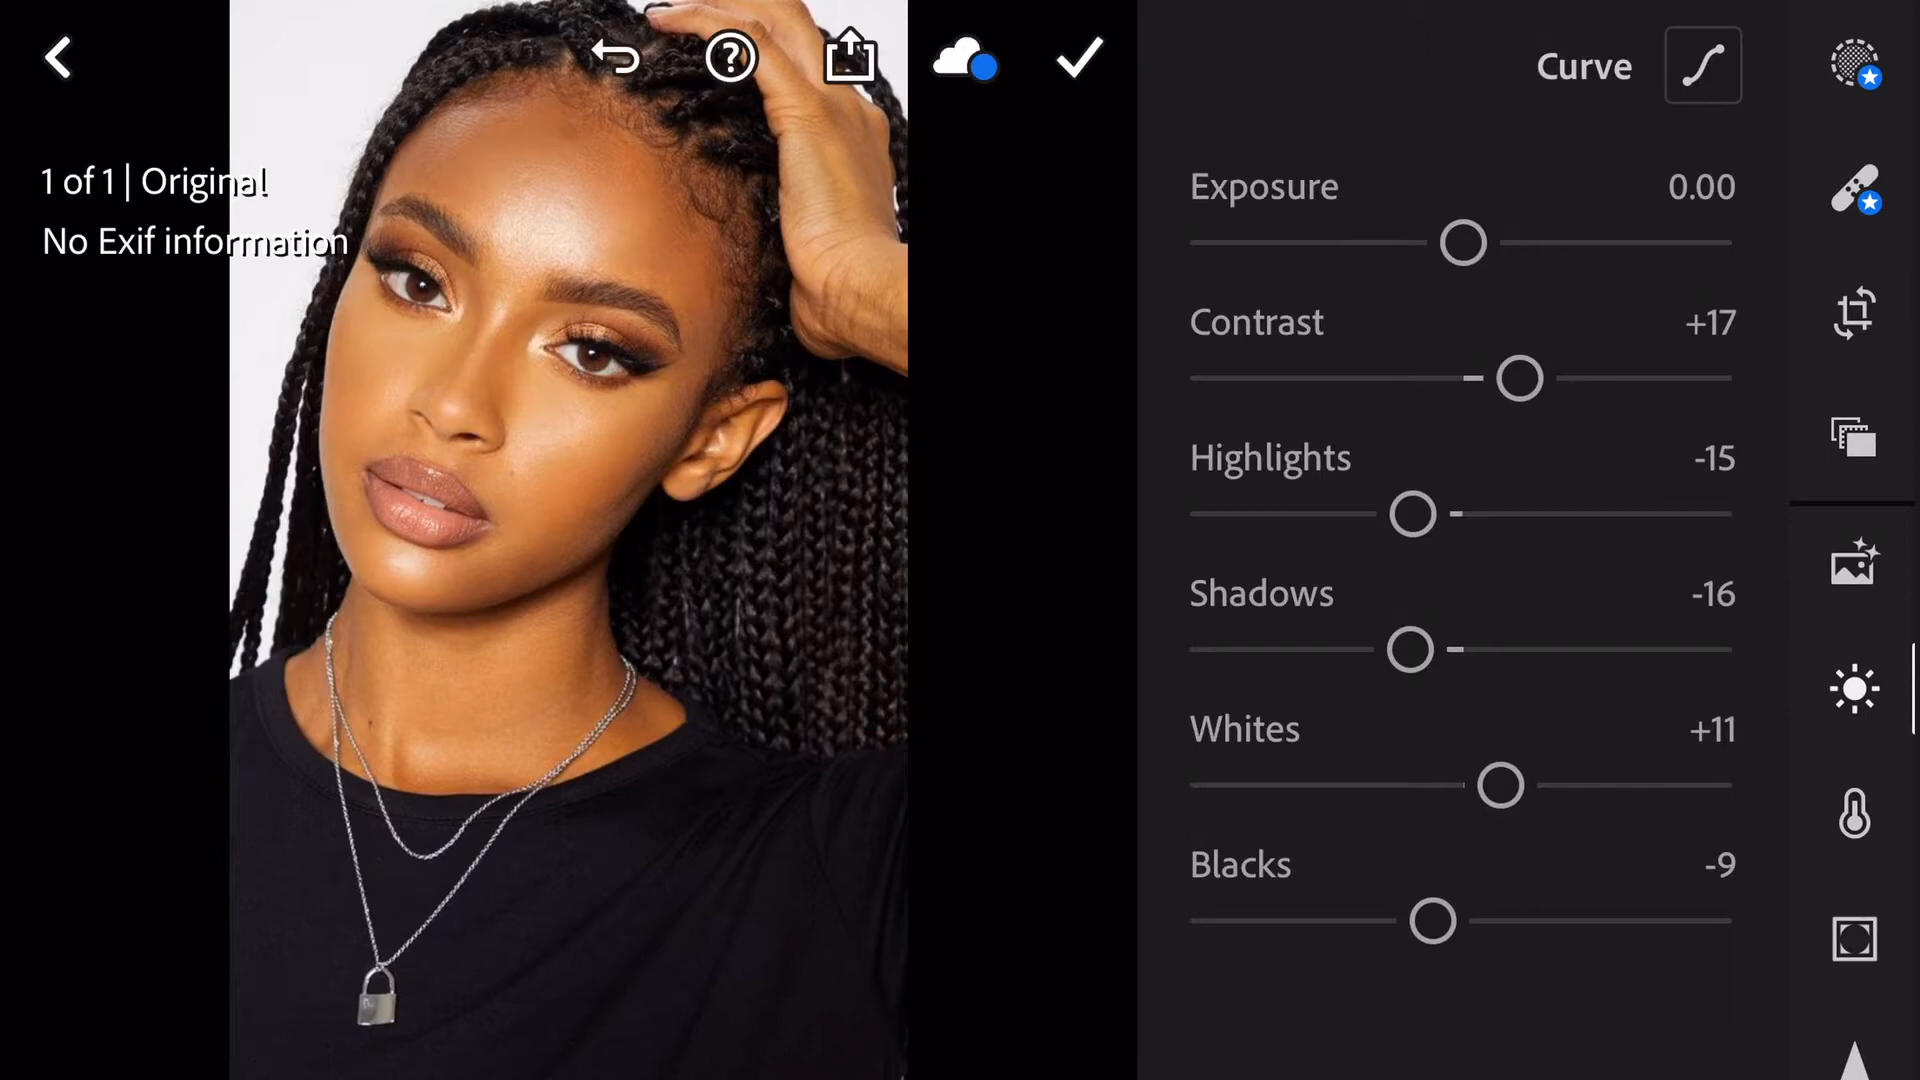 1 of 1 | Original
No Exif information
Curve
Exposure 0.00
Contrast +17
Highlights -15
Shadows -16
Whites +11
Blacks -9